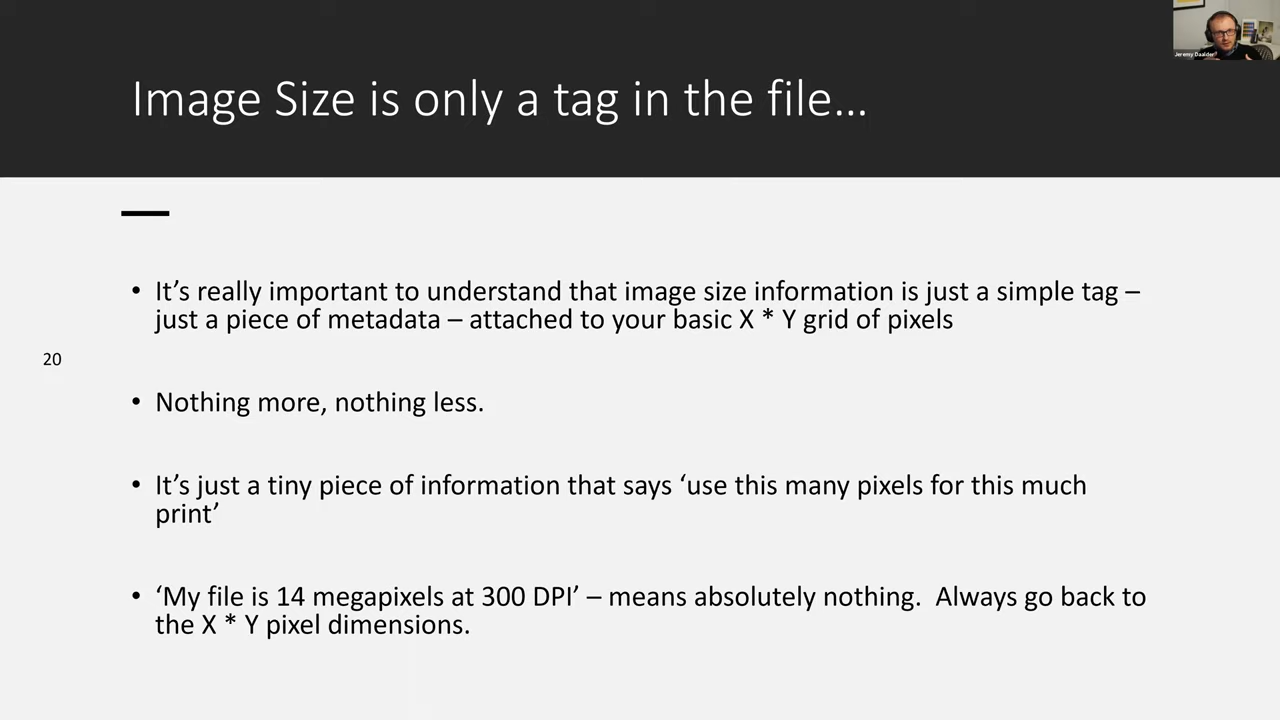 Image Size is only a tag in the file…
Jeremy Daalder
• It’s really important to understand that image size information is just a simple tag –
just a piece of metadata – attached to your basic X * Y grid of pixels
20
• Nothing more, nothing less.
• It’s just a tiny piece of information that says ‘use this many pixels for this much
print’
• ‘My file is 14 megapixels at 300 DPI’ – means absolutely nothing.  Always go back to
the X * Y pixel dimensions.